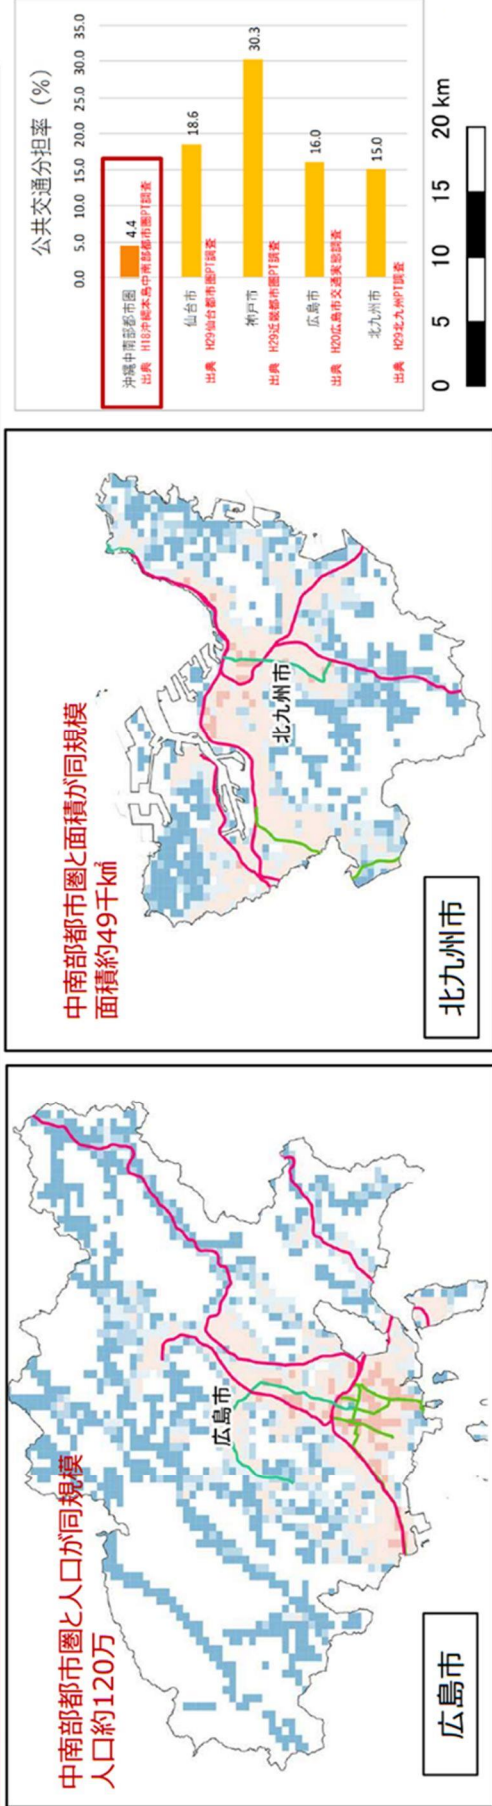 中南部都市圏と人口が同規模
人口約120万
広島市
広島市
中南部都市圏と面積が同規模
面積約49千k㎡
北九州市
北九州市
公共交通分担率（%）
0.0 5.0 10.0 15.0 20.0 25.0 30.0 35.0
沖縄中南部都市圏 4.4
出典 H18沖縄本島中南部都市圏PT調査
仙台市 18.6
出典 H29仙台都市圏PT調査
神戸市 30.3
出典 H29近畿都市圏PT調査
広島市 16.0
出典 H20広島市交通実態調査
北九州市 15.0
出典 H29北九州PT調査
0 5 10 15 20 km